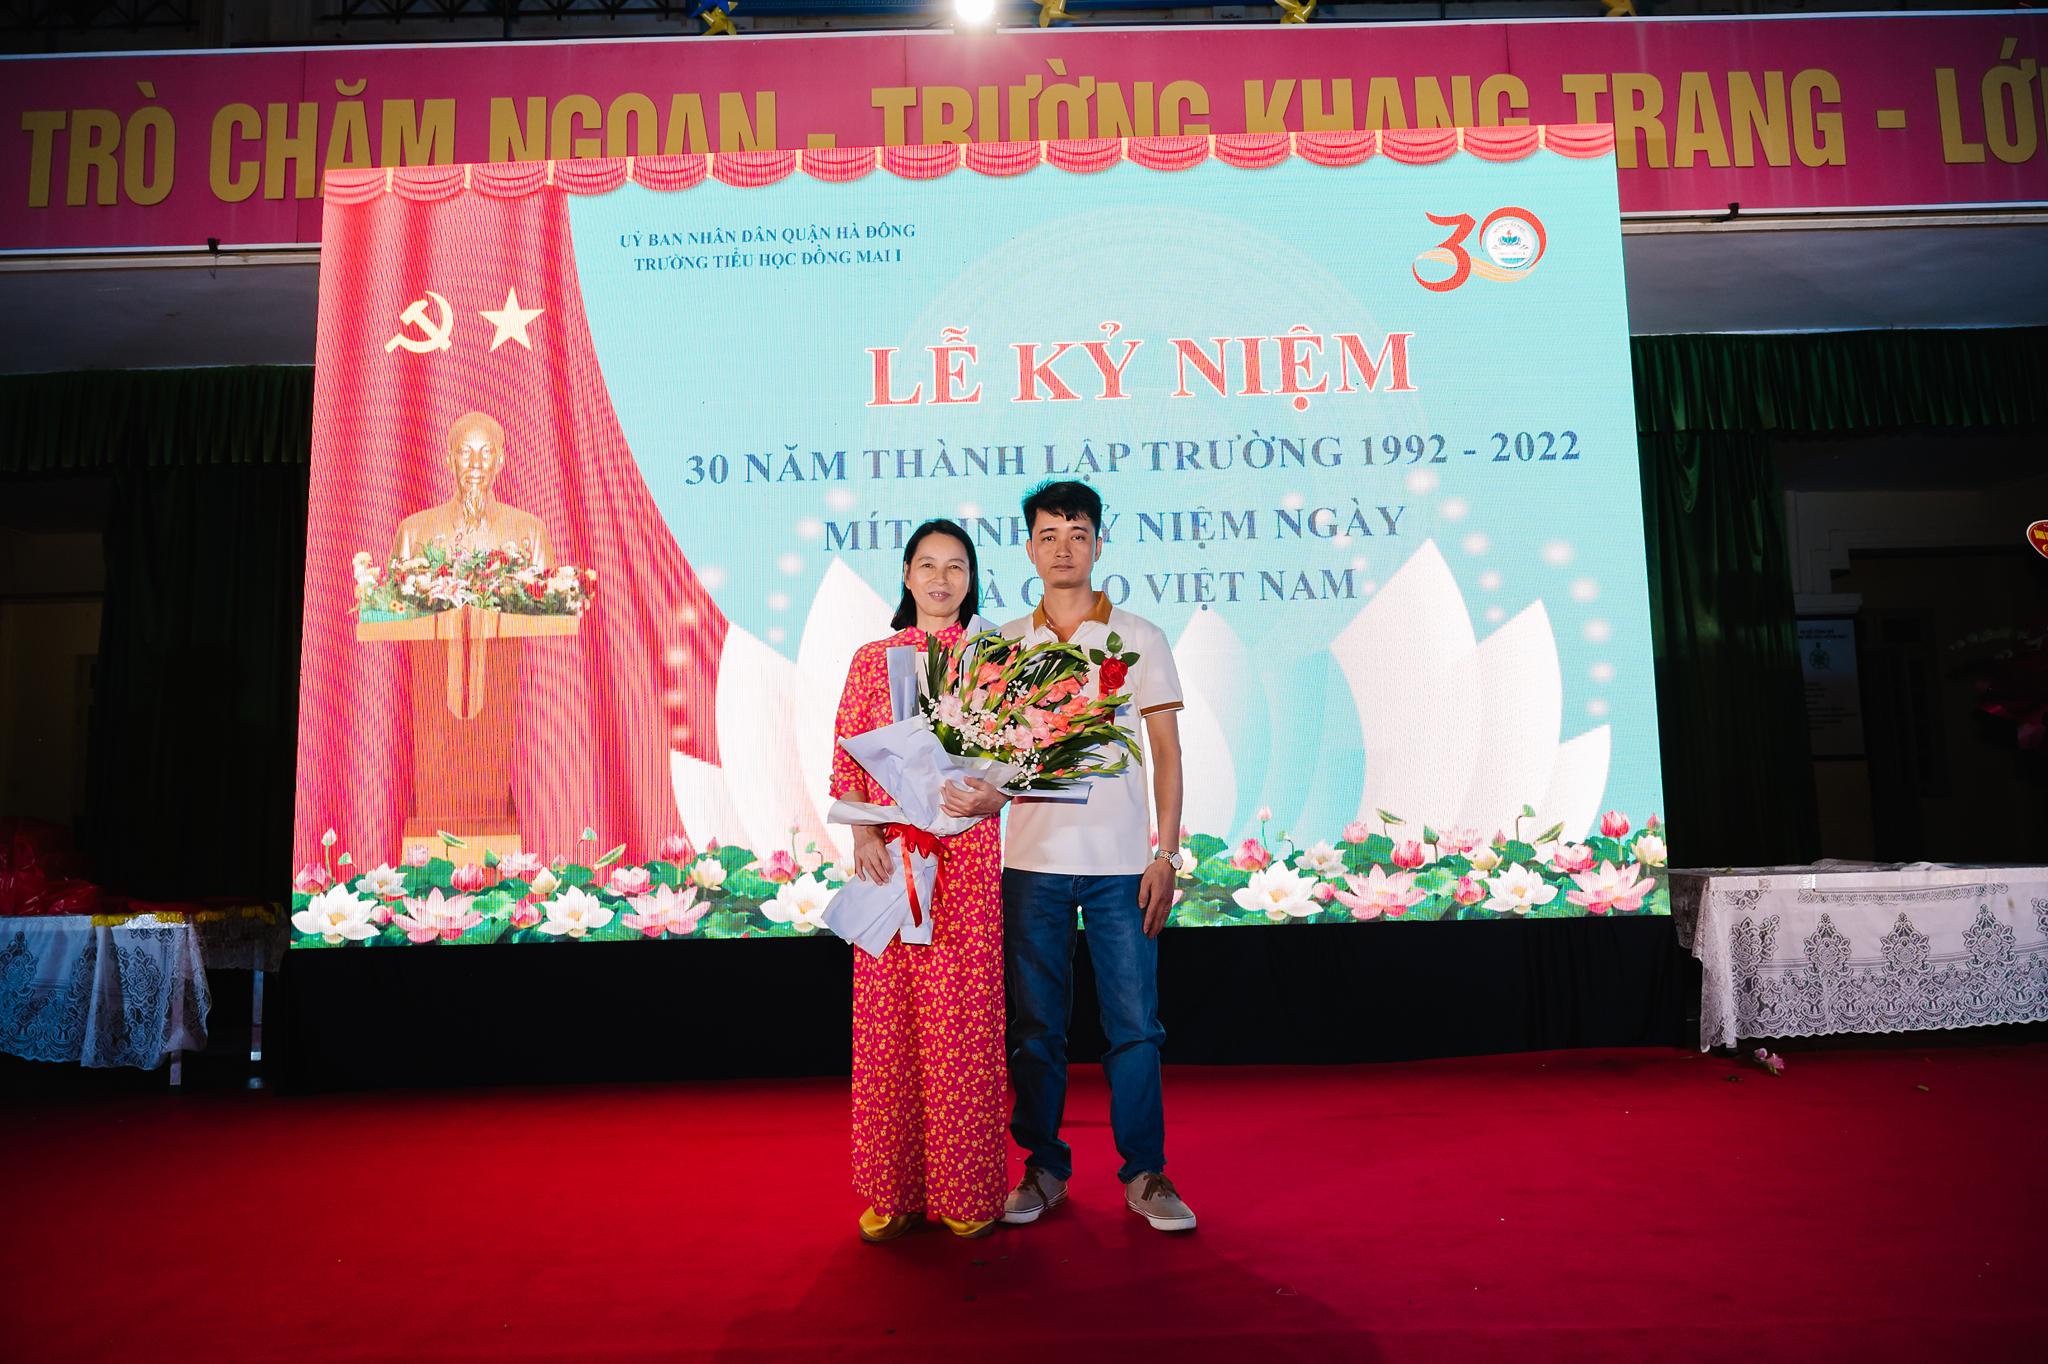 TRÒ CHĂM NGOAN - TRƯỜNG KHANG TRANG - LỚ
UỶ BAN NHÂN DÂN QUẬN HÀ ĐÔNG
TRƯỜNG TIỂU HỌC ĐỒNG MAI I
30
LỄ KỶ NIỆM
30 NĂM THÀNH LẬP TRƯỜNG 1992 - 2022
MÍT INH Ỷ NIỆM NGÀY
À G O VIỆT NAM